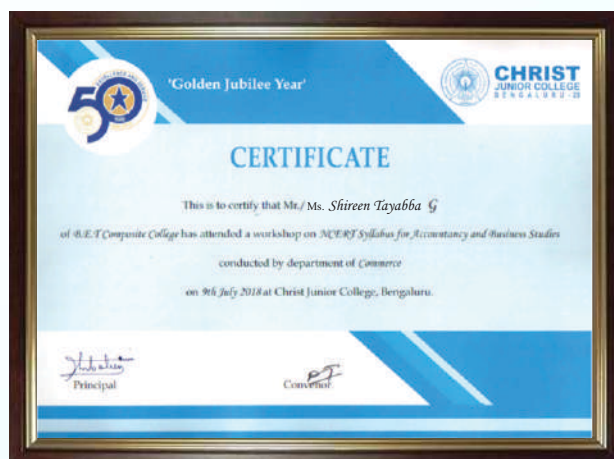 50
'Golden Jubilee Year'
CHRIST
JUNIOR COLLEGE
BENGALURU - 29
CERTIFICATE
This is to certify that Mr./ Ms. Shireen Tayabba G
of B.E.T Composite College has attended a workshop on NCERT Syllabus for Accountancy and Business Studies
conducted by department of Commerce
on 9th July 2018 at Christ Junior College, Bengaluru.
Principal
Convenor